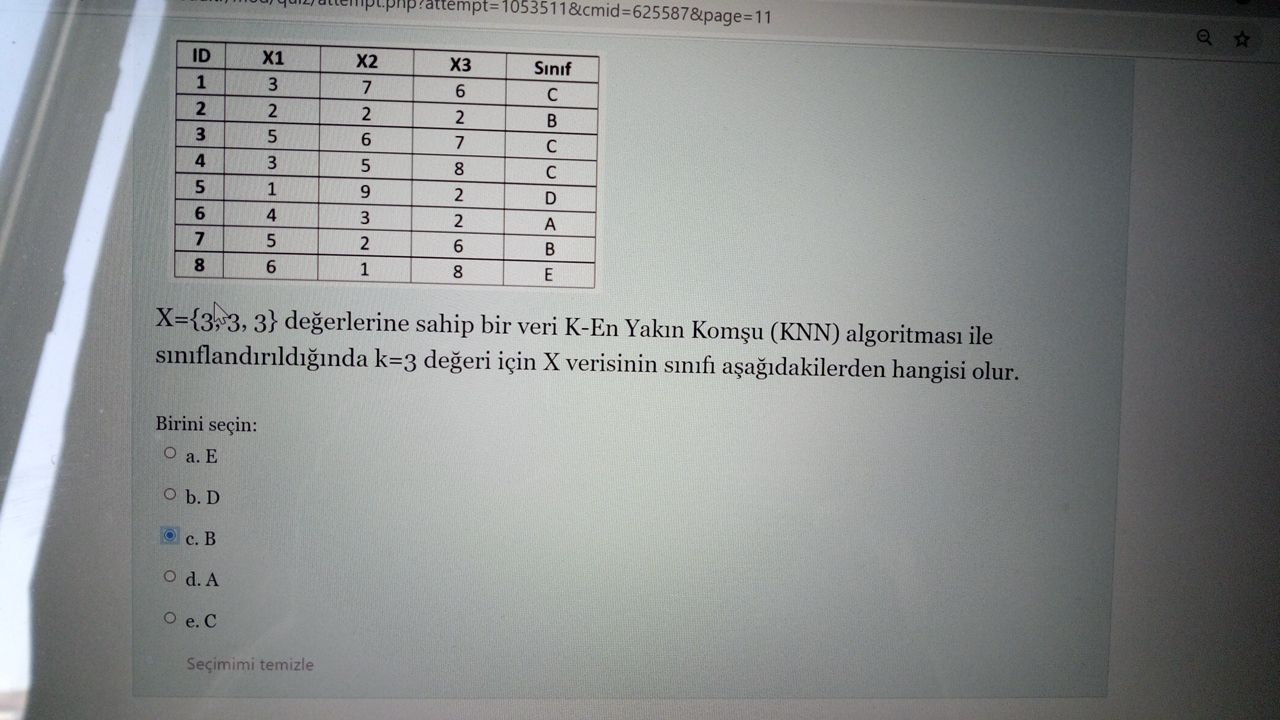 attempt.php?attempt=1053511&cmid=625587&page=11
ID X1 X2 X3 Sınıf
1 3 7 6 C
2 2 2 2 B
3 5 6 7 C
4 3 5 8 C
5 1 9 2 D
6 4 3 2 A
7 5 2 6 B
8 6 1 8 E
X={3,3, 3} değerlerine sahip bir veri K-En Yakın Komşu (KNN) algoritması ile
sınıflandırıldığında k=3 değeri için X verisinin sınıfı aşağıdakilerden hangisi olur.
Birini seçin:
a. E
b. D
c. B
d. A
e. C
Seçimimi temizle